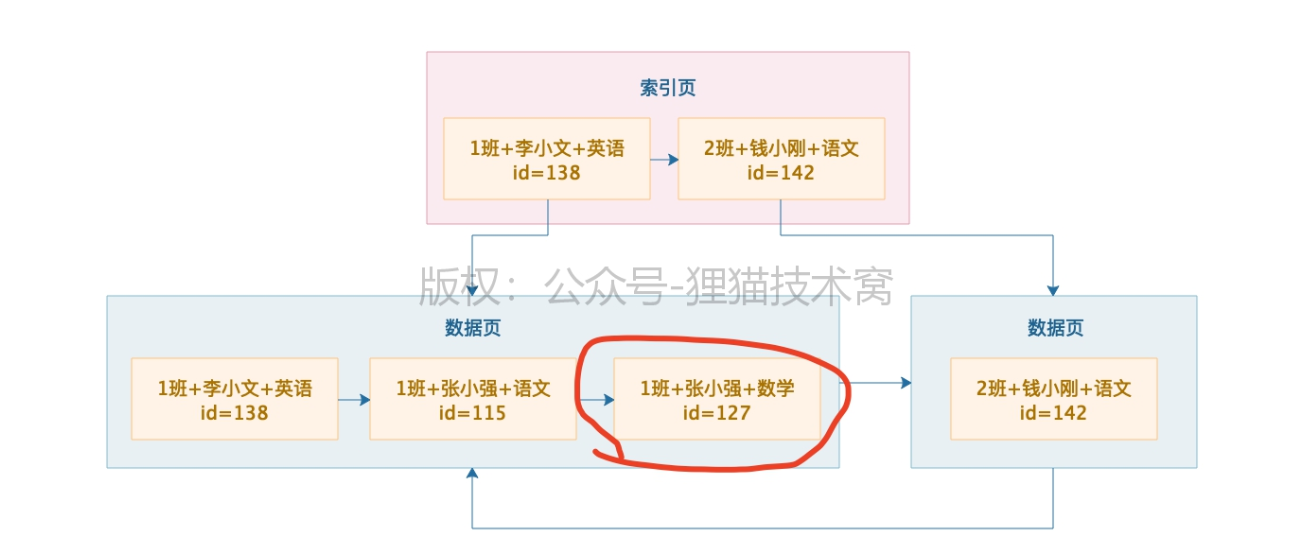 索引页
1班+李小文+英语
id=138
2班+钱小刚+语文
id=142
版权：公众号-狸猫技术窝
数据页
1班+李小文+英语
id=138
1班+张小强+语文
id=115
1班+张小强+数学
id=127
数据页
2班+钱小刚+语文
id=142